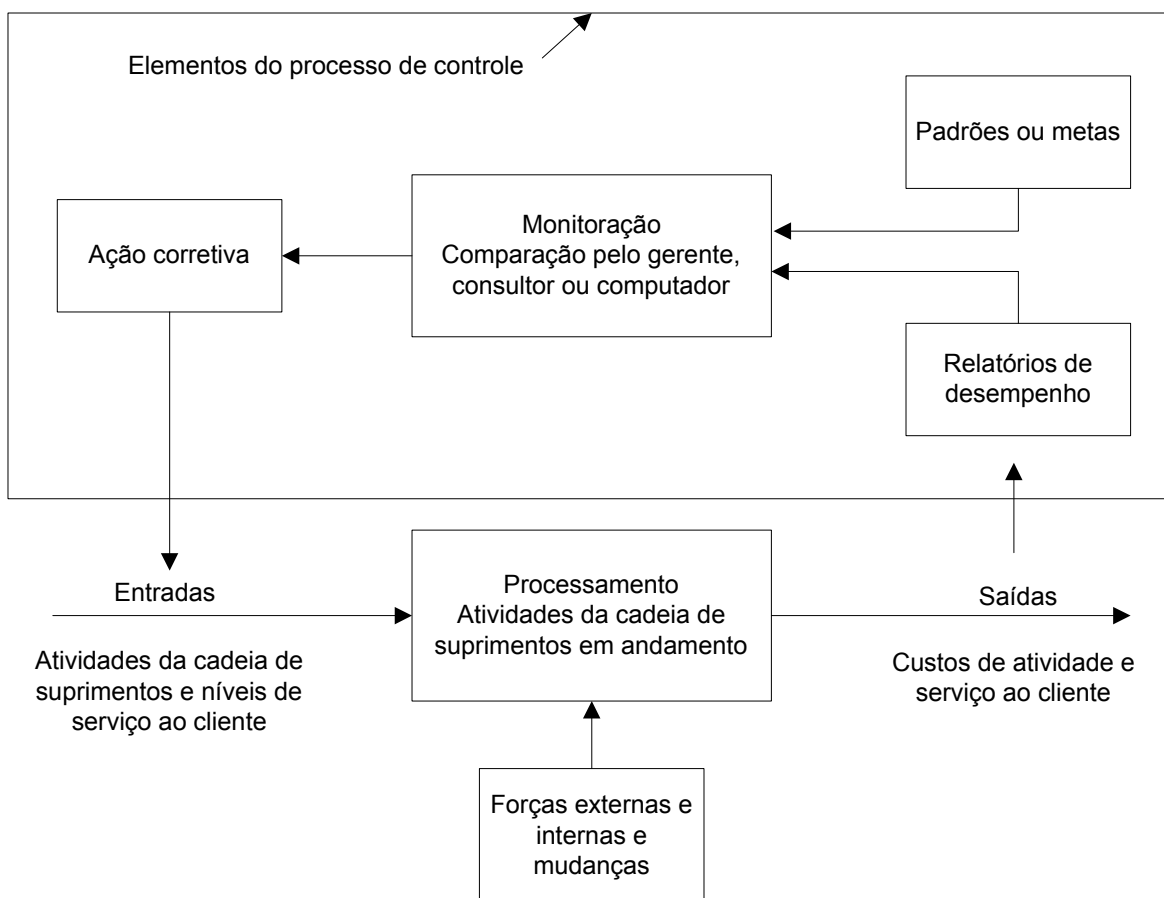 Elementos do processo de controle
Padrões ou metas
Monitoração
Comparação pelo gerente,
consultor ou computador
Ação corretiva
Relatórios de
desempenho
Entradas
Atividades da cadeia de
suprimentos e níveis de
serviço ao cliente
Processamento
Atividades da cadeia de
suprimentos em andamento
Saídas
Custos de atividade e
serviço ao cliente
Forças externas e
internas e
mudanças